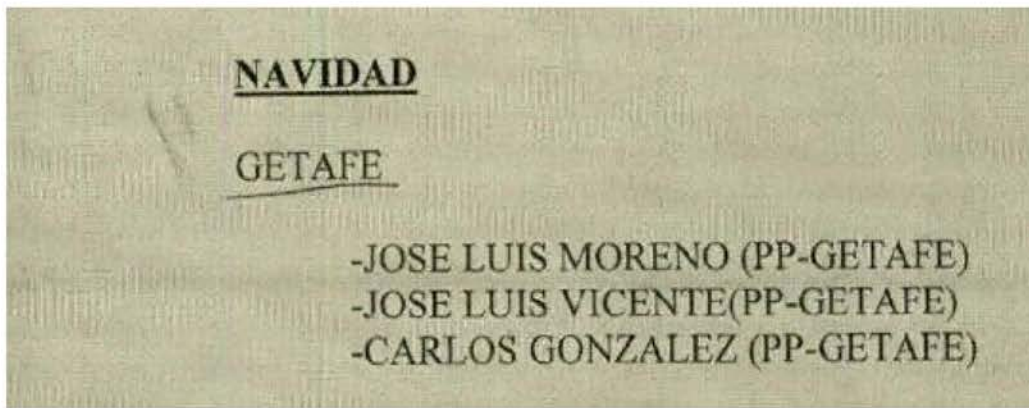 NAVIDAD
GETAFE
-JOSE LUIS MORENO (PP-GETAFE)
-JOSE LUIS VICENTE(PP-GETAFE)
-CARLOS GONZALEZ (PP-GETAFE)